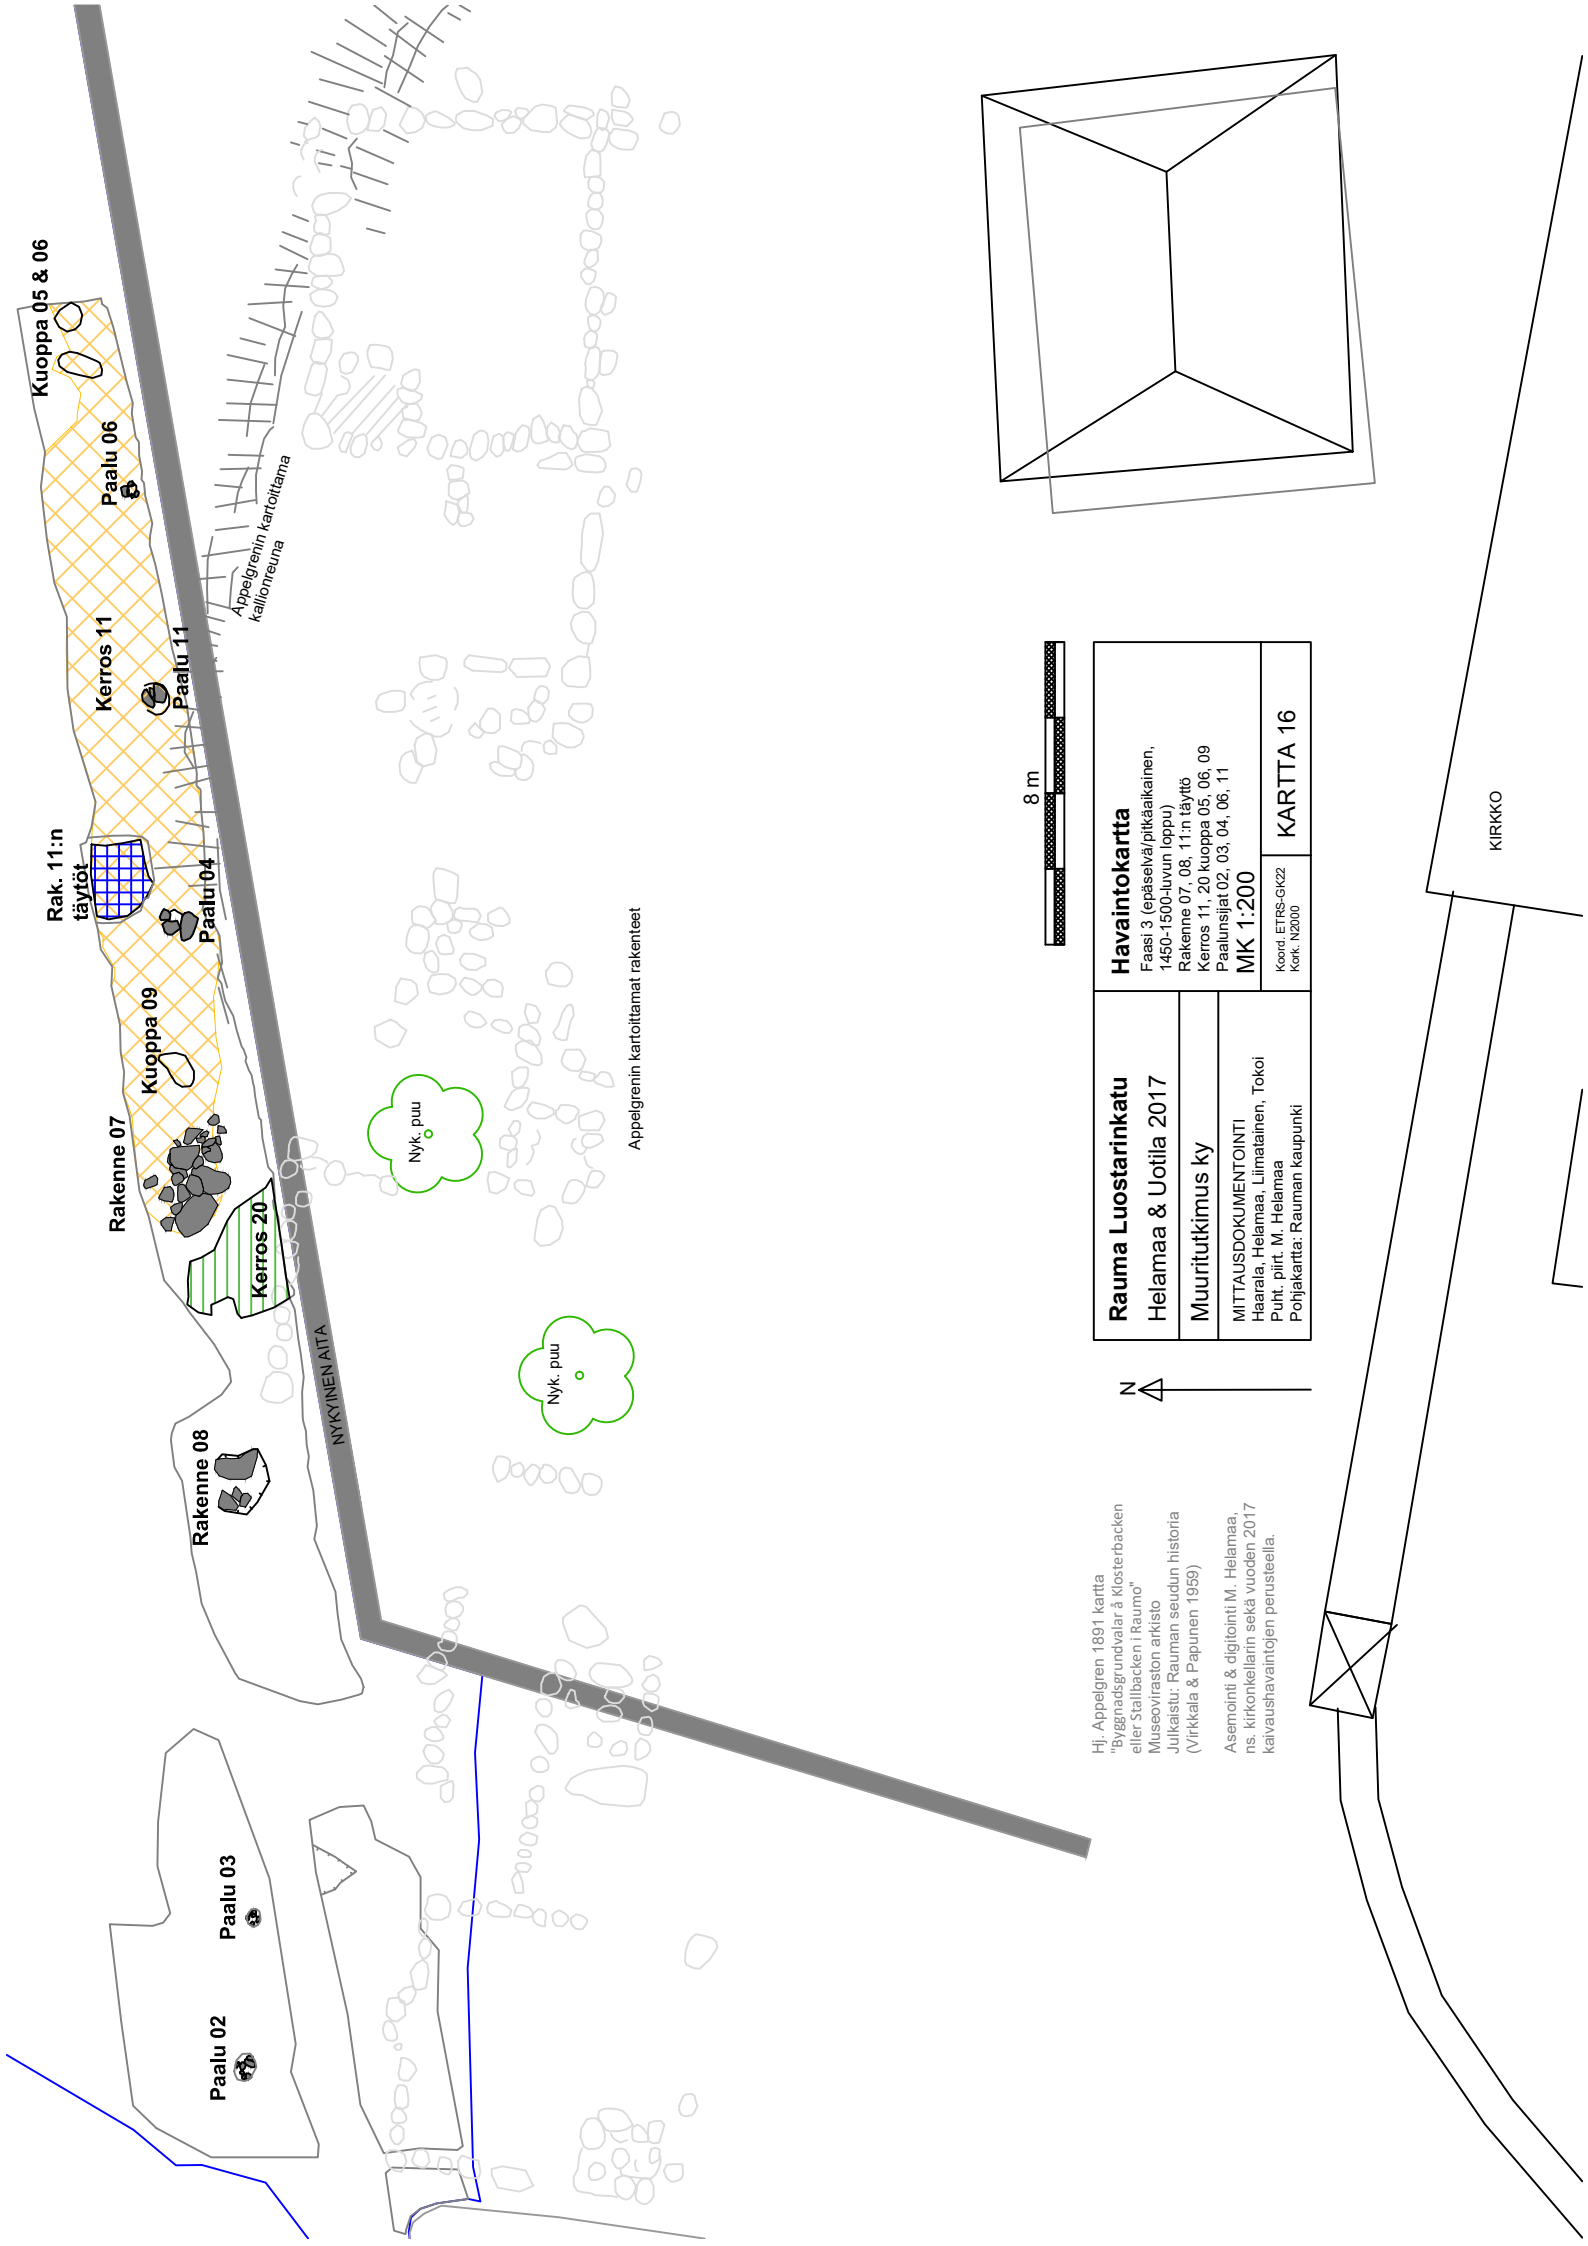 Kuoppa 05 & 06
Paalu 06
Kerros 11
Paalu 11
Rak. 11:n
täytöt
Paalu 04
Kuoppa 09
Rakenne 07
Kerros 20
Rakenne 08
Paalu 03
Paalu 02
Appelgrenin kartoittama
kallionreuna
NYKYINEN AITA
Nyk. puu
Nyk. puu
Appelgrenin kartoittamat rakenteet
8 m
Rauma Luostarinkatu
Helamaa & Uotila 2017
Muuritutkimus ky
MITTAUSDOKUMENTOINTI
Haarala, Helamaa, Liimatainen, Tokoi
Puht. piirt. M. Helamaa
Pohjakartta: Rauman kaupunki
Havaintokartta
Faasi 3 (epäselvä/pitkäaikainen,
1450-1500-luvun loppu)
Rakenne 07, 08, 11:n täyttö
Kerros 11, 20 kuoppa 05, 06, 09
Paalunsijat 02, 03, 04, 06, 11
MK 1:200
Koord. ETRS-GK22
Kork. N2000
KARTTA 16
N
Hj. Appelgren 1891 kartta
"Byggnadsgrundvalar å Klosterbacken
eller Stallbacken i Raumo"
Museoviraston arkisto
Julkaistu: Rauman seudun historia
(Virkkala & Papunen 1959)
Asemointi & digitointi M. Helamaa,
ns. kirkonkellarin sekä vuoden 2017
kaivaushavaintojen perusteella.
KIRKKO